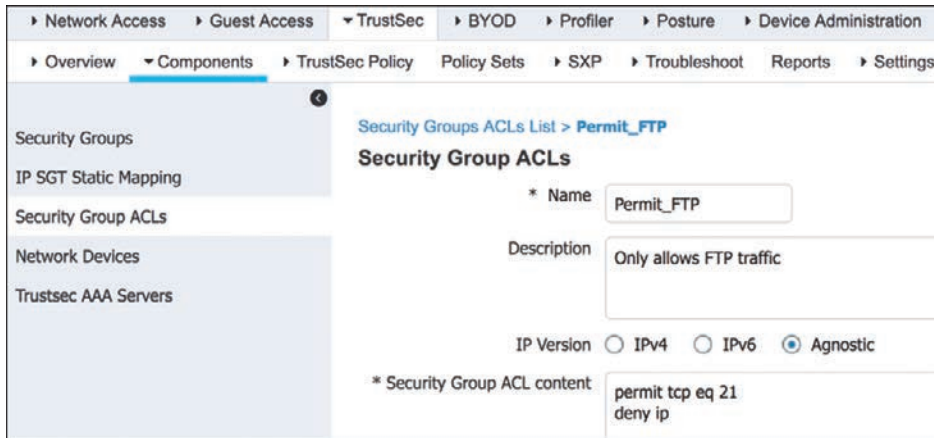 Network Access Guest Access TrustSec BYOD Profiler Posture Device Administration
Overview Components TrustSec Policy Policy Sets SXP Troubleshoot Reports Settings
Security Groups
IP SGT Static Mapping
Security Group ACLs
Network Devices
Trustsec AAA Servers
Security Groups ACLs List > Permit_FTP
Security Group ACLs
* Name Permit_FTP
Description Only allows FTP traffic
IP Version IPv4 IPv6 Agnostic
* Security Group ACL content permit tcp eq 21
deny ip